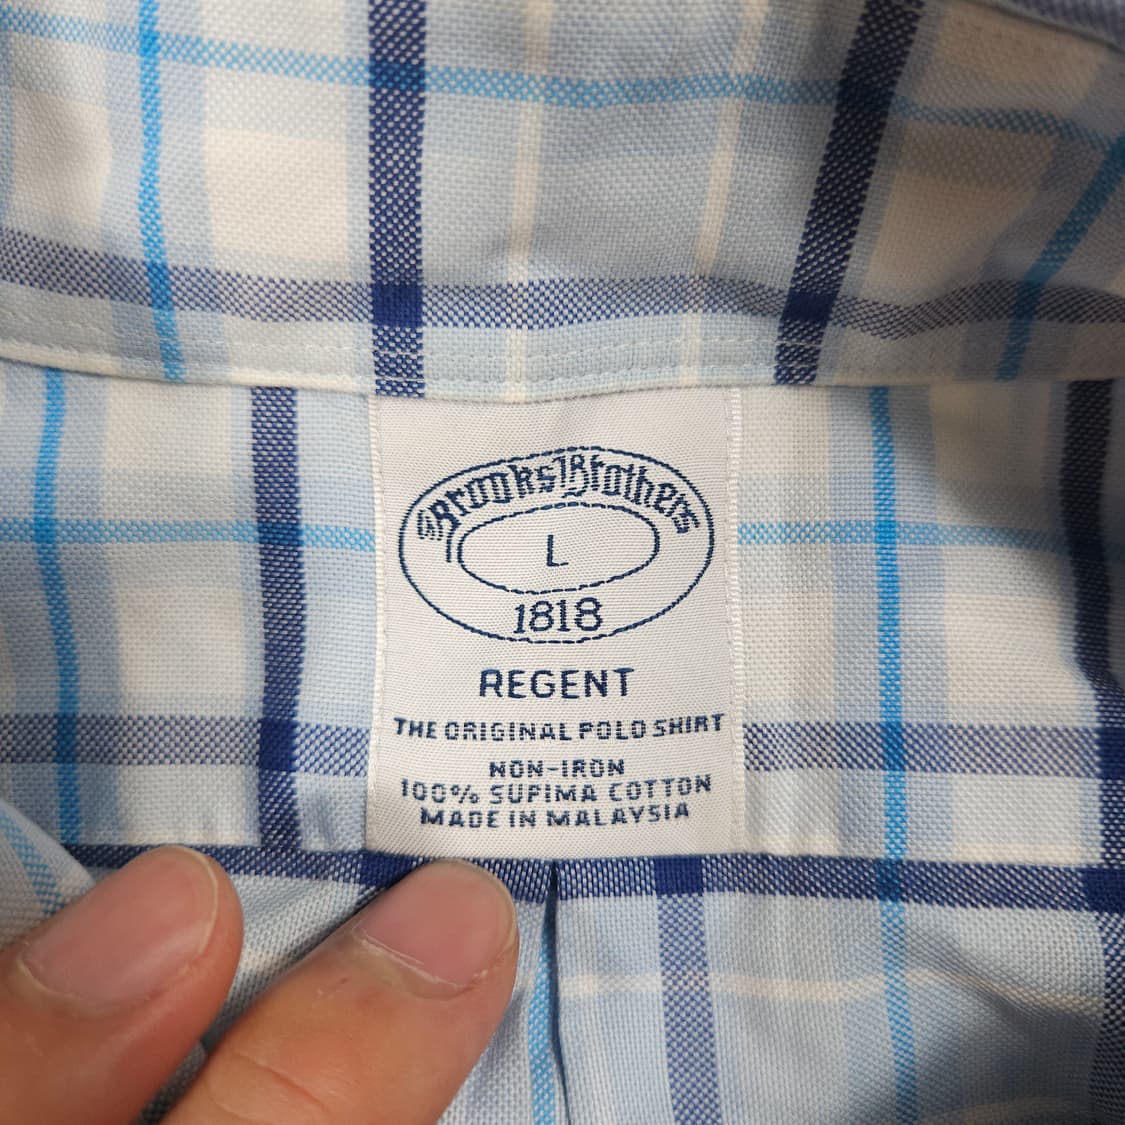 Brooks Brothers
L
1818
REGENT
THE ORIGINAL POLO SHIRT
NON-IRON
100% SUPIMA COTTON
MADE IN MALAYSIA